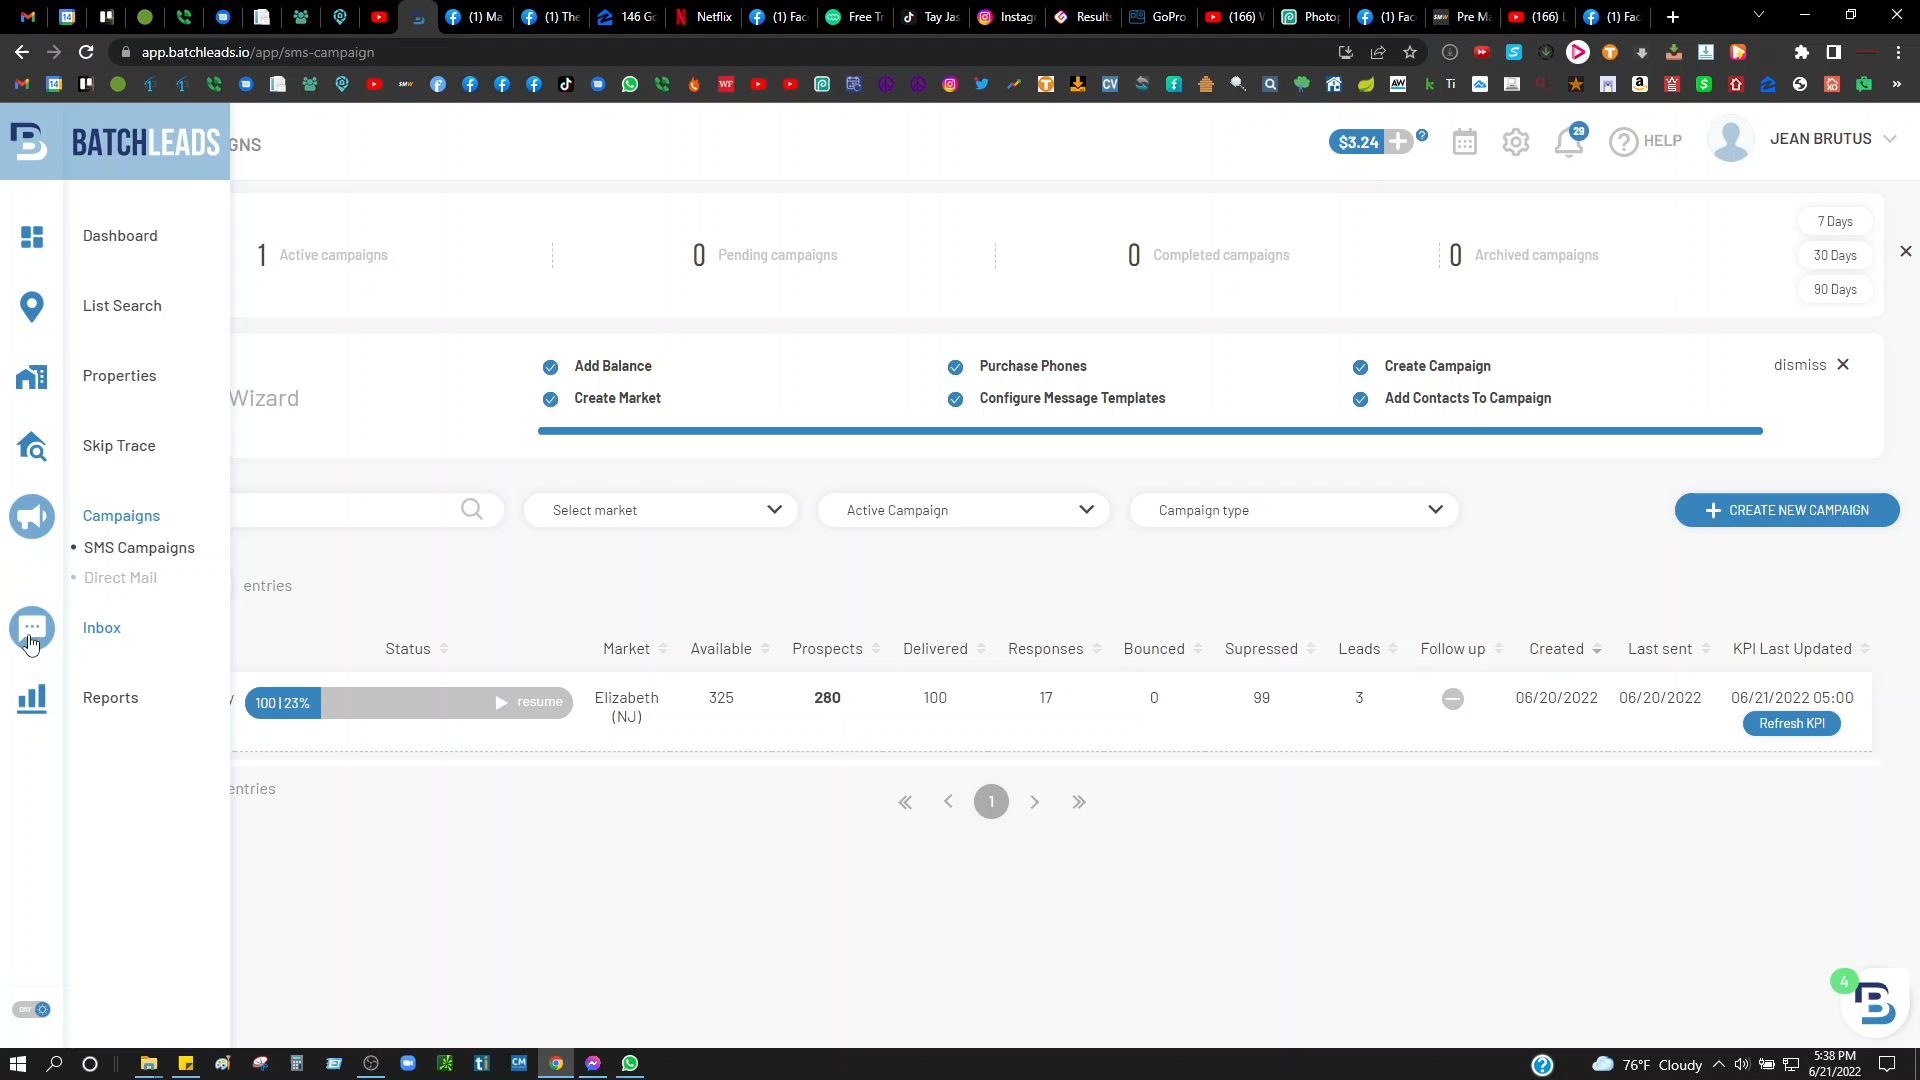 (1) Ma
(1) The
146 Go
Netflix
(1) Fac
Free Tr
Tay Jas
Instag
Results
GoPro
(166)
Photop
(1) Fac
Pre Ma
(166)
(1) Fac
app.batchleads.io/app/sms-campaign
BATCHLEADS
GNS
$3.24
29
HELP
JEAN BRUTUS
Dashboard
List Search
Properties
Skip Trace
Campaigns
SMS Campaigns
Direct Mail
Inbox
Reports
1 Active campaigns
0 Pending campaigns
0 Completed campaigns
0 Archived campaigns
7 Days
30 Days
90 Days
Wizard
Add Balance
Purchase Phones
Create Campaign
dismiss
Create Market
Configure Message Templates
Add Contacts To Campaign
Select market
Active Campaign
Campaign type
CREATE NEW CAMPAIGN
entries
Status Market Available Prospects Delivered Responses Bounced Supressed Leads Follow up Created Last sent KPI Last Updated
100 | 23% resume Elizabeth (NJ) 325 280 100 17 0 99 3 06/20/2022 06/20/2022 06/21/2022 05:00
Refresh KPI
entries
1
4
76°F Cloudy
5:38 PM
6/21/2022